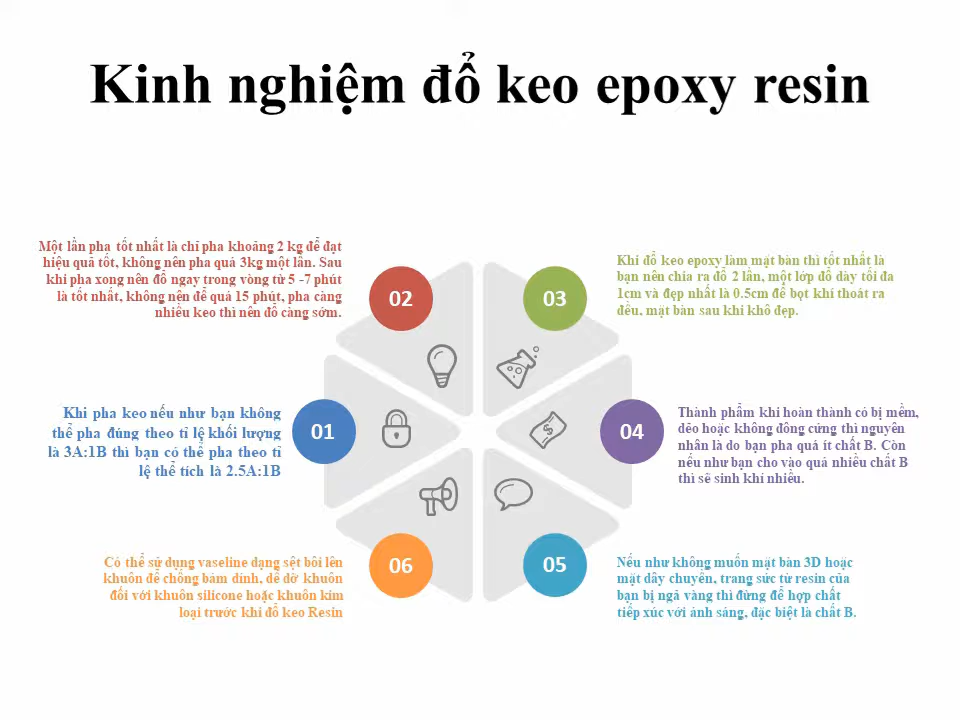 Kinh nghiệm đổ keo epoxy resin
Một lần pha tốt nhất là chỉ pha khoảng 2 kg để đạt
hiệu quả tốt, không nên pha quá 3kg một lần. Sau
khi pha xong nên đổ ngay trong vòng từ 5 -7 phút
là tốt nhất, không nên để quá 15 phút, pha càng
nhiều keo thì nên đổ càng sớm.
02
03
Khi đổ keo epoxy làm mặt bàn thì tốt nhất là
bạn nên chia ra đổ 2 lần, một lớp đổ dày tối đa
1cm và đẹp nhất là 0.5cm để bọt khí thoát ra
đều, mặt bàn sau khi khô đẹp.
Khi pha keo nếu như bạn không
thể pha đúng theo tỉ lệ khối lượng
là 3A:1B thì bạn có thể pha theo tỉ
lệ thể tích là 2.5A:1B
01
04
Thành phẩm khi hoàn thành có bị mềm,
dẻo hoặc không đông cứng thì nguyên
nhân là do bạn pha quá ít chất B. Còn
nếu như bạn cho vào quá nhiều chất B
thì sẽ sinh khí nhiều.
Có thể sử dụng vaseline dạng sệt bôi lên
khuôn để chống bám dính, dễ dỡ khuôn
đối với khuôn silicone hoặc khuôn kim
loại trước khi đổ keo Resin
06
05
Nếu như không muốn mặt bàn 3D hoặc
mặt dây chuyền, trang sức từ resin của
bạn bị ngã vàng thì đừng để hợp chất
tiếp xúc với ánh sáng, đặc biệt là chất B.